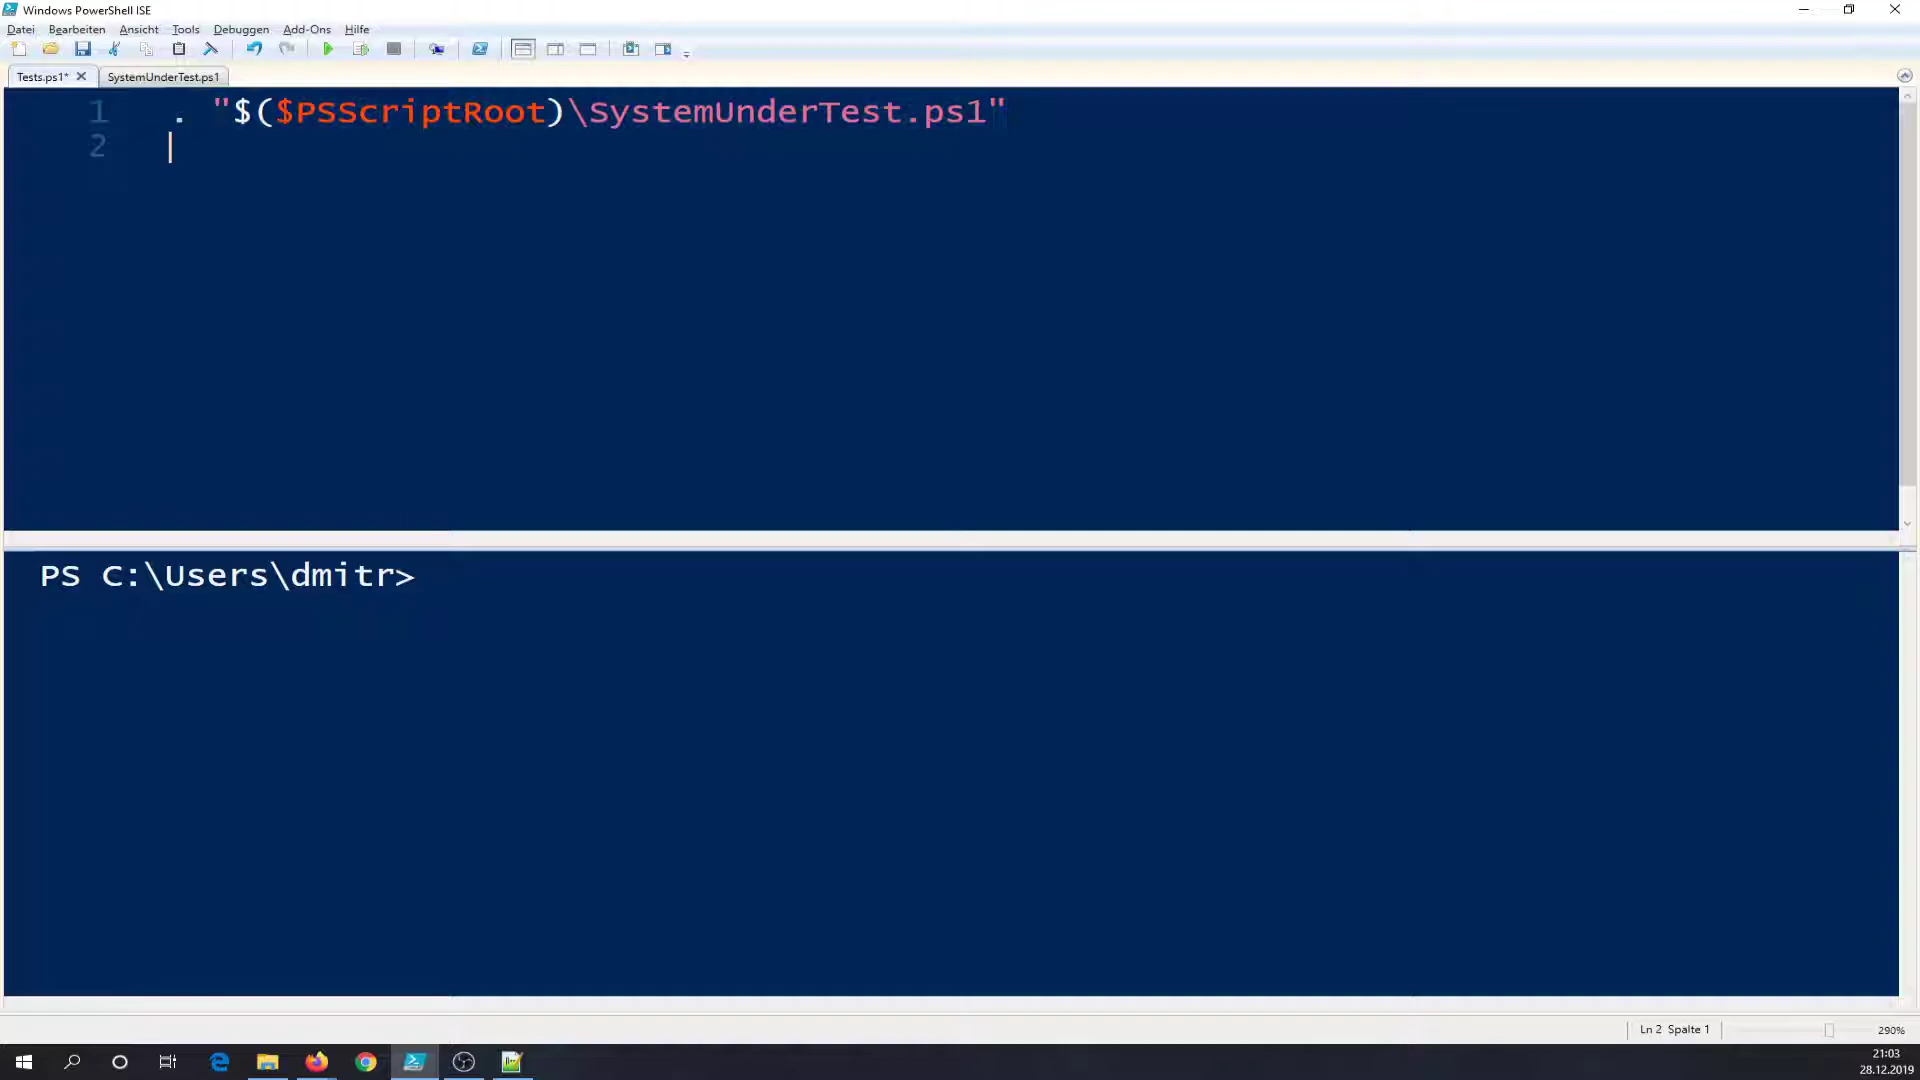 Windows PowerShell ISE
Datei Bearbeiten Ansicht Tools Debuggen Add-Ons Hilfe
Tests.ps1* SystemUnderTest.ps1
1 . "$($PSScriptRoot)\SystemUnderTest.ps1"
2
PS C:\Users\dmitr>
Ln 2 Spalte 1 290%
21:03
28.12.2019